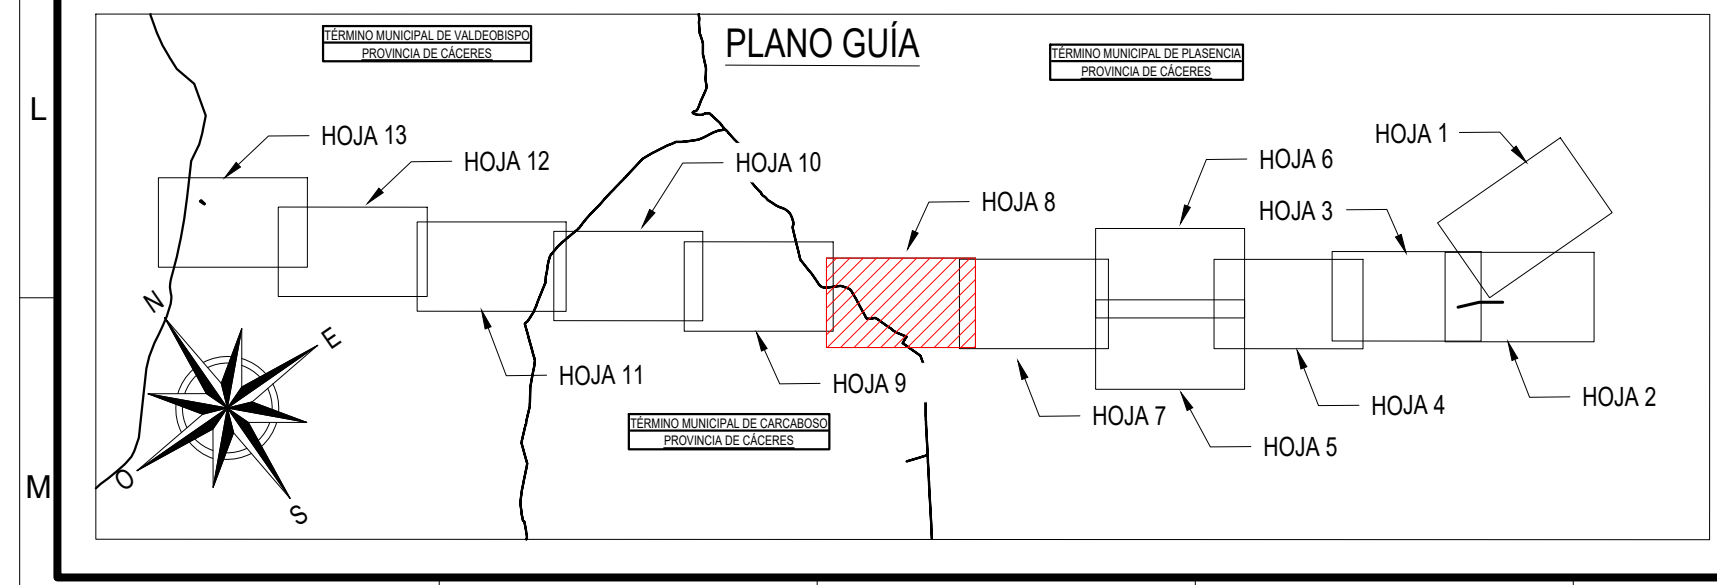 TÉRMINO MUNICIPAL DE VALDEOBISPO
PROVINCIA DE CÁCERES
PLANO GUÍA
TÉRMINO MUNICIPAL DE PLASENCIA
PROVINCIA DE CÁCERES
L
HOJA 13
HOJA 12
HOJA 10
HOJA 8
HOJA 6
HOJA 3
HOJA 1
N
E
O
S
HOJA 11
HOJA 9
HOJA 7
HOJA 5
HOJA 4
HOJA 2
TÉRMINO MUNICIPAL DE CARCABOSO
PROVINCIA DE CÁCERES
M